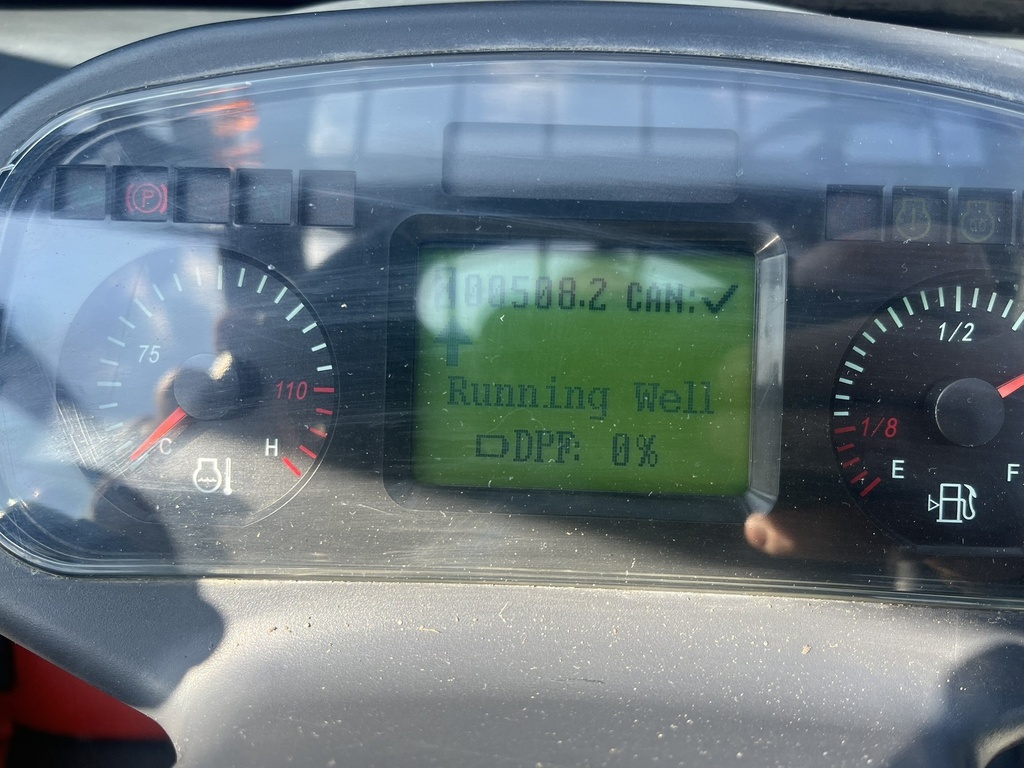 P
00508.2 CAN:✓
Running Well
DPF: 0%
75
110
C
H
1/2
1/8
E
F